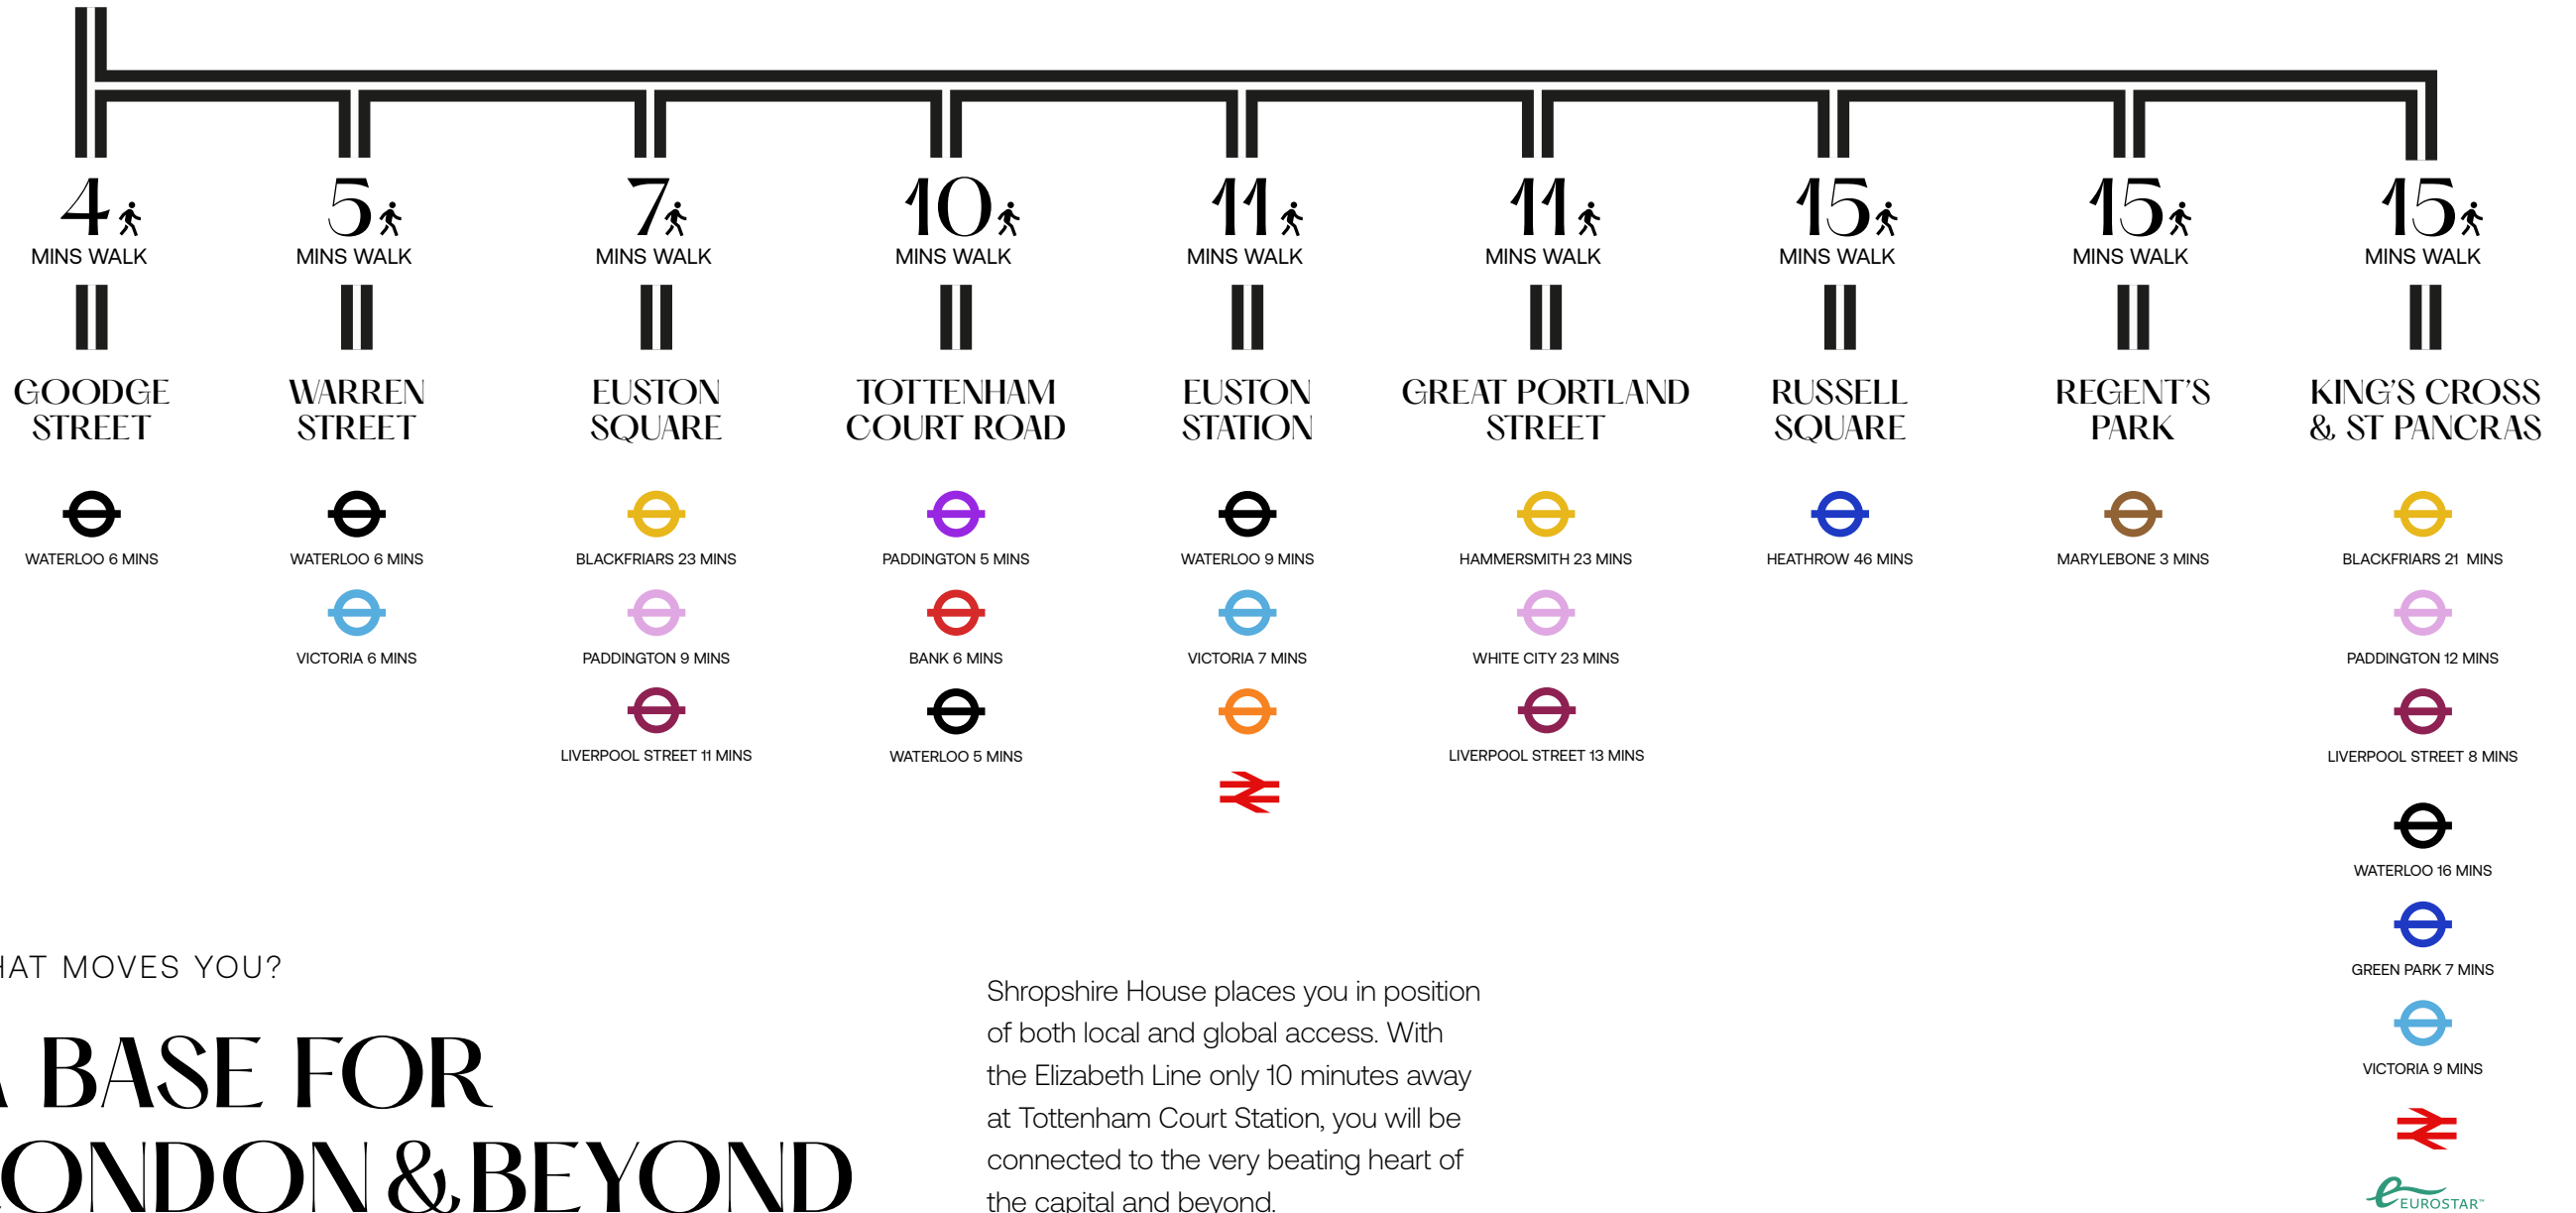 4
MINS WALK
GOODGE
STREET
WATERLOO 6 MINS
5
MINS WALK
WARREN
STREET
WATERLOO 6 MINS
VICTORIA 6 MINS
7
MINS WALK
EUSTON
SQUARE
BLACKFRIARS 23 MINS
PADDINGTON 9 MINS
LIVERPOOL STREET 11 MINS
10
MINS WALK
TOTTENHAM
COURT ROAD
PADDINGTON 5 MINS
BANK 6 MINS
WATERLOO 5 MINS
11
MINS WALK
EUSTON
STATION
WATERLOO 9 MINS
VICTORIA 7 MINS
11
MINS WALK
GREAT PORTLAND
STREET
HAMMERSMITH 23 MINS
WHITE CITY 23 MINS
LIVERPOOL STREET 13 MINS
15
MINS WALK
RUSSELL
SQUARE
HEATHROW 46 MINS
15
MINS WALK
REGENT'S
PARK
MARYLEBONE 3 MINS
15
MINS WALK
KING'S CROSS
& ST PANCRAS
BLACKFRIARS 21 MINS
PADDINGTON 12 MINS
LIVERPOOL STREET 8 MINS
WATERLOO 16 MINS
GREEN PARK 7 MINS
VICTORIA 9 MINS
EUROSTAR™
HAT MOVES YOU?
A BASE FOR
ONDON & BEYOND
Shropshire House places you in position
of both local and global access. With
the Elizabeth Line only 10 minutes away
at Tottenham Court Station, you will be
connected to the very beating heart of
the capital and beyond.